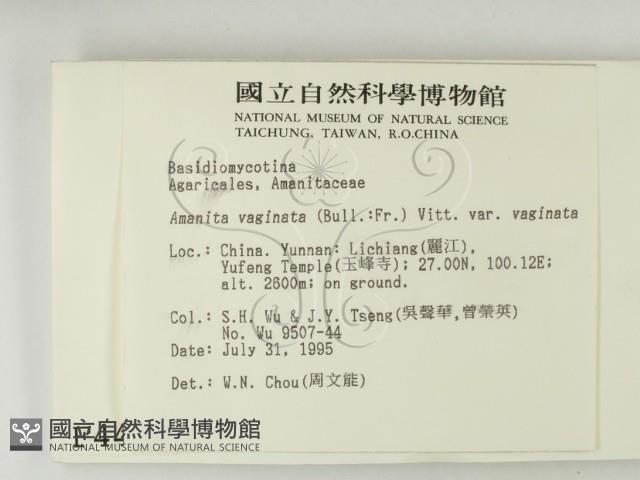 國立自然科學博物館
NATIONAL MUSEUM OF NATURAL SCIENCE
TAICHUNG, TAIWAN, R.O.CHINA
Basidiomycotina
Agaricales, Amanitaceae
Amanita vaginata (Bull.:Fr.) Vitt. var. vaginata
Loc.: China. Yunnan: Lichiang(麗江),
Yufeng Temple(玉峰寺); 27.00N, 100.12E;
alt. 2600m; on ground.
Col.: S.H. Wu & J.Y. Tseng(吳聲華,曾榮英)
No. Wu 9507-44
Date: July 31, 1995
Det.: W.N. Chou(周文能)
國立自然科學博物館
NATIONAL MUSEUM OF NATURAL SCIENCE